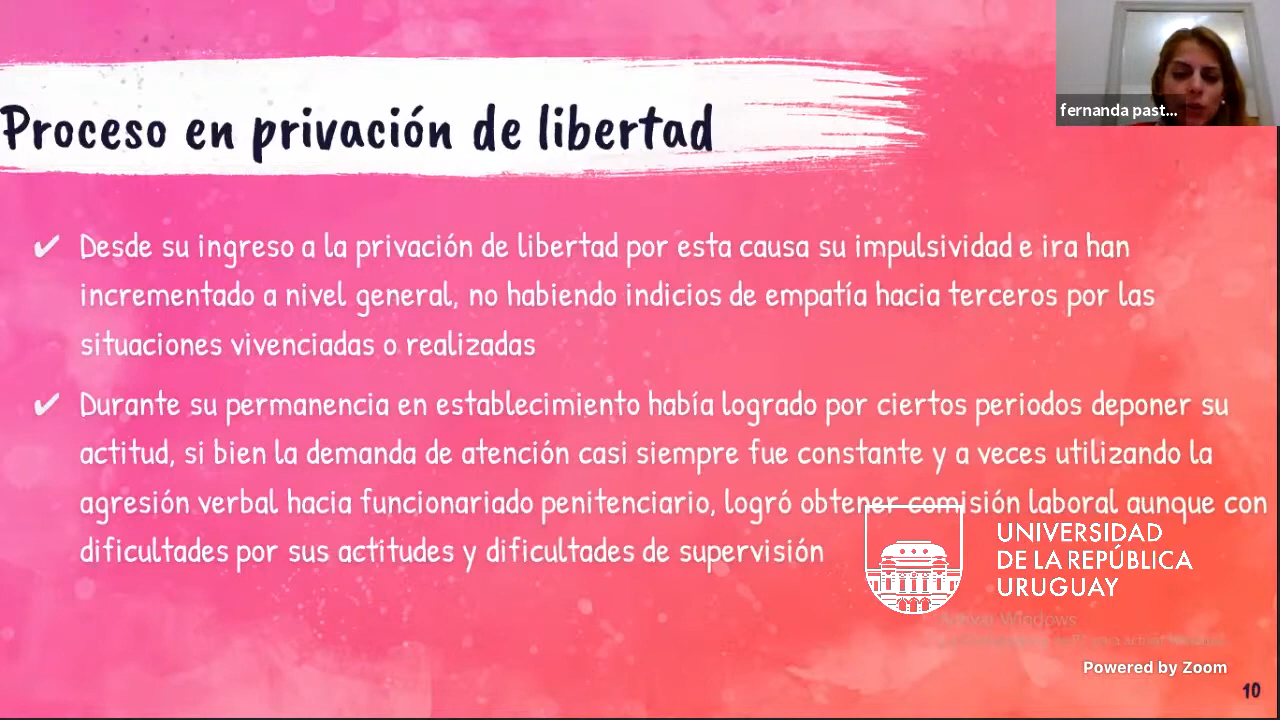 fernanda past...
Proceso en privación de libertad
✔ Desde su ingreso a la privación de libertad por esta causa su impulsividad e ira han
incrementado a nivel general, no habiendo indicios de empatía hacia terceros por las
situaciones vivenciadas o realizadas
✔ Durante su permanencia en establecimiento había logrado por ciertos periodos deponer su
actitud, si bien la demanda de atención casi siempre fue constante y a veces utilizando la
agresión verbal hacia funcionariado penitenciario, logró obtener comisión laboral aunque con
dificultades por sus actitudes y dificultades de supervisión
UNIVERSIDAD
DE LA REPÚBLICA
URUGUAY
Activar Windows
Powered by Zoom
10